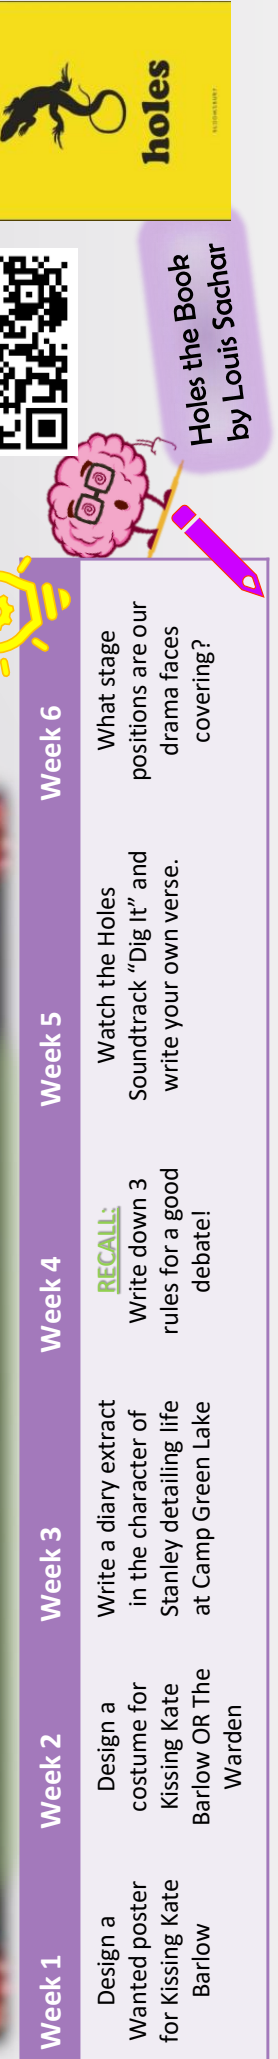 Week 1
Design a
Wanted poster
for Kissing Kate
Barlow
Week 2
Design a
costume for
Kissing Kate
Barlow OR The
Warden
Week 3
Write a diary extract
in the character of
Stanley detailing life
at Camp Green Lake
Week 4
RECALL:
Write down 3
rules for a good
debate!
Week 5
Watch the Holes
Soundtrack “Dig It” and
write your own verse.
Week 6
What stage
positions are our
drama faces
covering?
Holes the Book
by Louis Sachar
holes
BLOOMSBURY